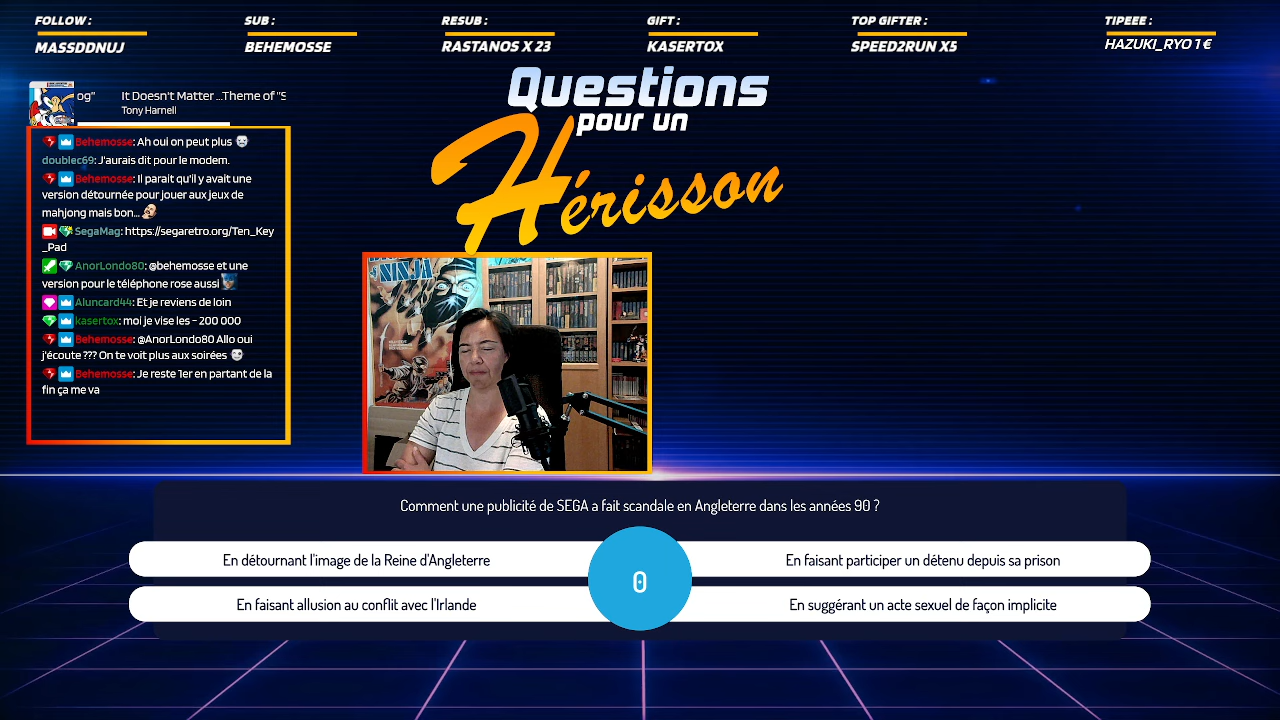 FOLLOW :
MASSDDNUJ
SUB :
BEHEMOSSE
RESUB :
RASTANOS X 23
GIFT :
KASERTOX
TOP GIFTER :
SPEED2RUN X5
TIPEEE :
HAZUKI_RYO 1 €
og" It Doesn't Matter ...Theme of "S
Tony Harnell
Questions
pour un
Hérisson
Behemosse: Ah oui on peut plus
doublec69: J'aurais dit pour le modem.
Behemosse: Il parait qu'il y avait une
version détournée pour jouer aux jeux de
mahjong mais bon...
SegaMag: https://segaretro.org/Ten_Key
_Pad
AnorLondo80: @behemosse et une
version pour le téléphone rose aussi
Aluncard44: Et je reviens de loin
kasertox: moi je vise les - 200 000
Behemosse: @AnorLondo80 Allo oui
j'écoute ??? On te voit plus aux soirées
Behemosse: Je reste 1er en partant de la
fin ça me va
NINJA
Comment une publicité de SEGA a fait scandale en Angleterre dans les années 90 ?
En détournant l'image de la Reine d'Angleterre
En faisant participer un détenu depuis sa prison
0
En faisant allusion au conflit avec l'Irlande
En suggérant un acte sexuel de façon implicite